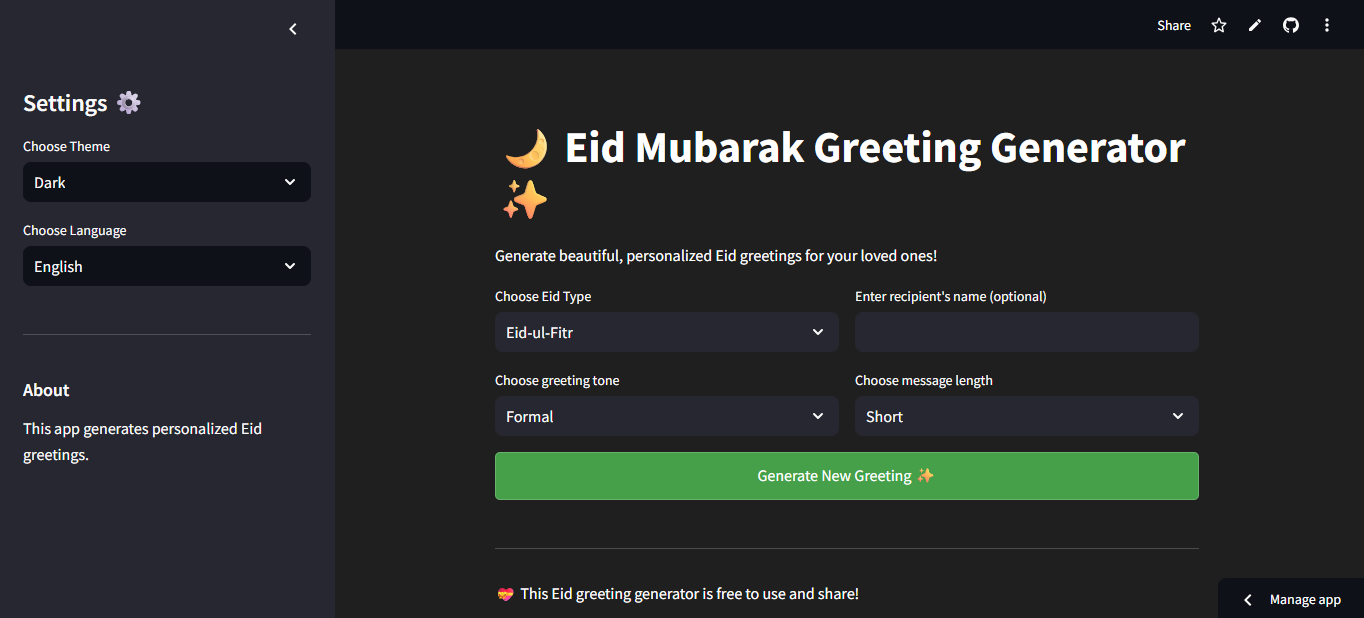 Share
Settings ⚙️
Choose Theme
Dark
Choose Language
English
About
This app generates personalized Eid
greetings.
🌙 Eid Mubarak Greeting Generator
✨
Generate beautiful, personalized Eid greetings for your loved ones!
Choose Eid Type
Eid-ul-Fitr
Enter recipient's name (optional)
Choose greeting tone
Formal
Choose message length
Short
Generate New Greeting ✨
💝 This Eid greeting generator is free to use and share!
Manage app